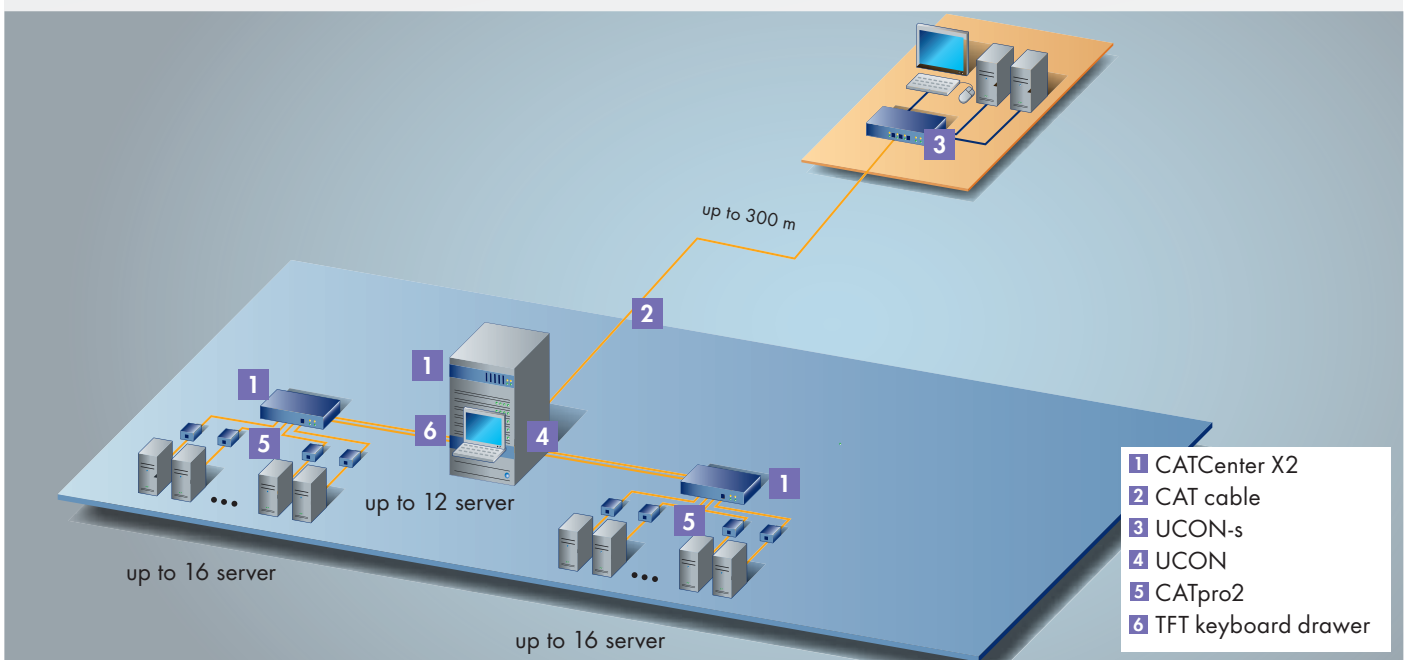 3
up to 300 m
2
1
1
6
4
5
1
up to 12 server
5
up to 16 server
up to 16 server
1 CATCenter X2
2 CAT cable
3 UCON-s
4 UCON
5 CATpro2
6 TFT keyboard drawer